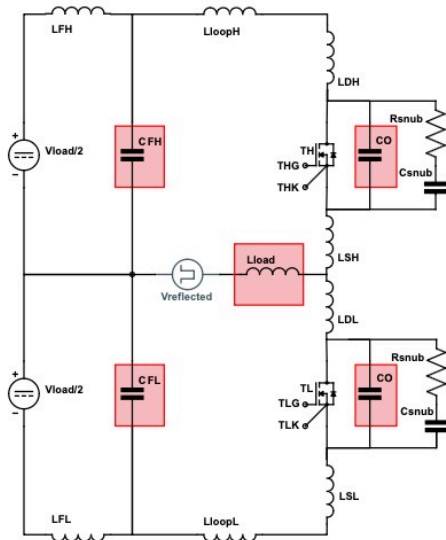 LFH
LloopH
LDH
Rsnub
CFH
TH
CO
THG
THK
Csnub
+
Vload/2
−
LSH
Lload
Vreflected
LDL
Rsnub
CFL
TL
CO
TLG
TLK
Csnub
+
Vload/2
−
LSL
LFL
LloopL